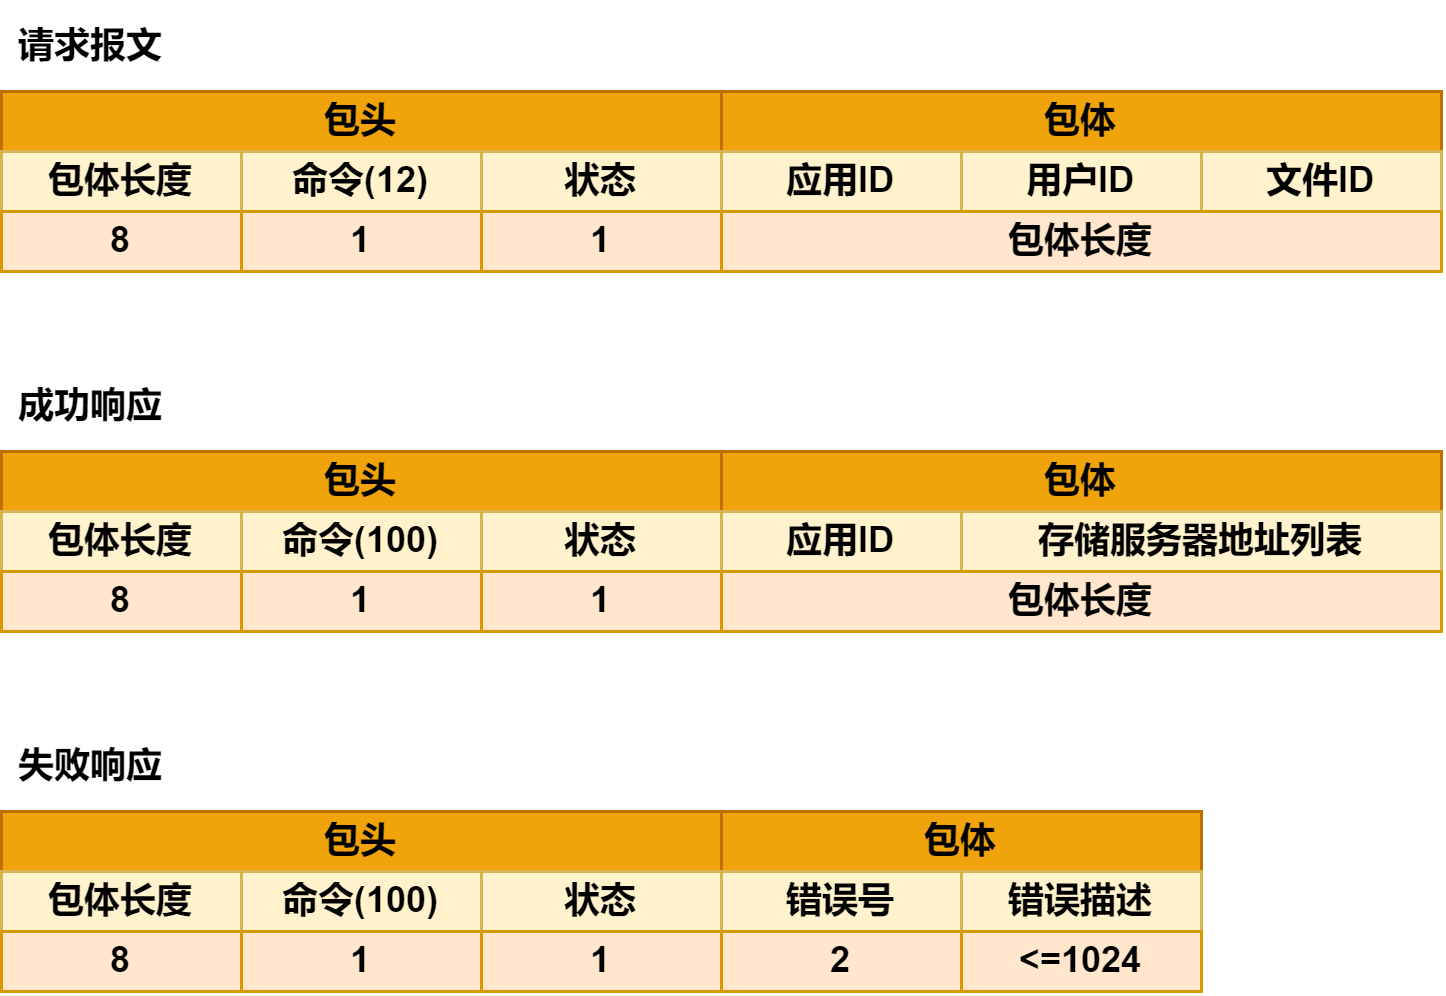 请求报文
包头 包体
包体长度 命令(12) 状态 应用ID 用户ID 文件ID
8 1 1 包体长度
成功响应
包头 包体
包体长度 命令(100) 状态 应用ID 存储服务器地址列表
8 1 1 包体长度
失败响应
包头 包体
包体长度 命令(100) 状态 错误号 错误描述
8 1 1 2 <=1024